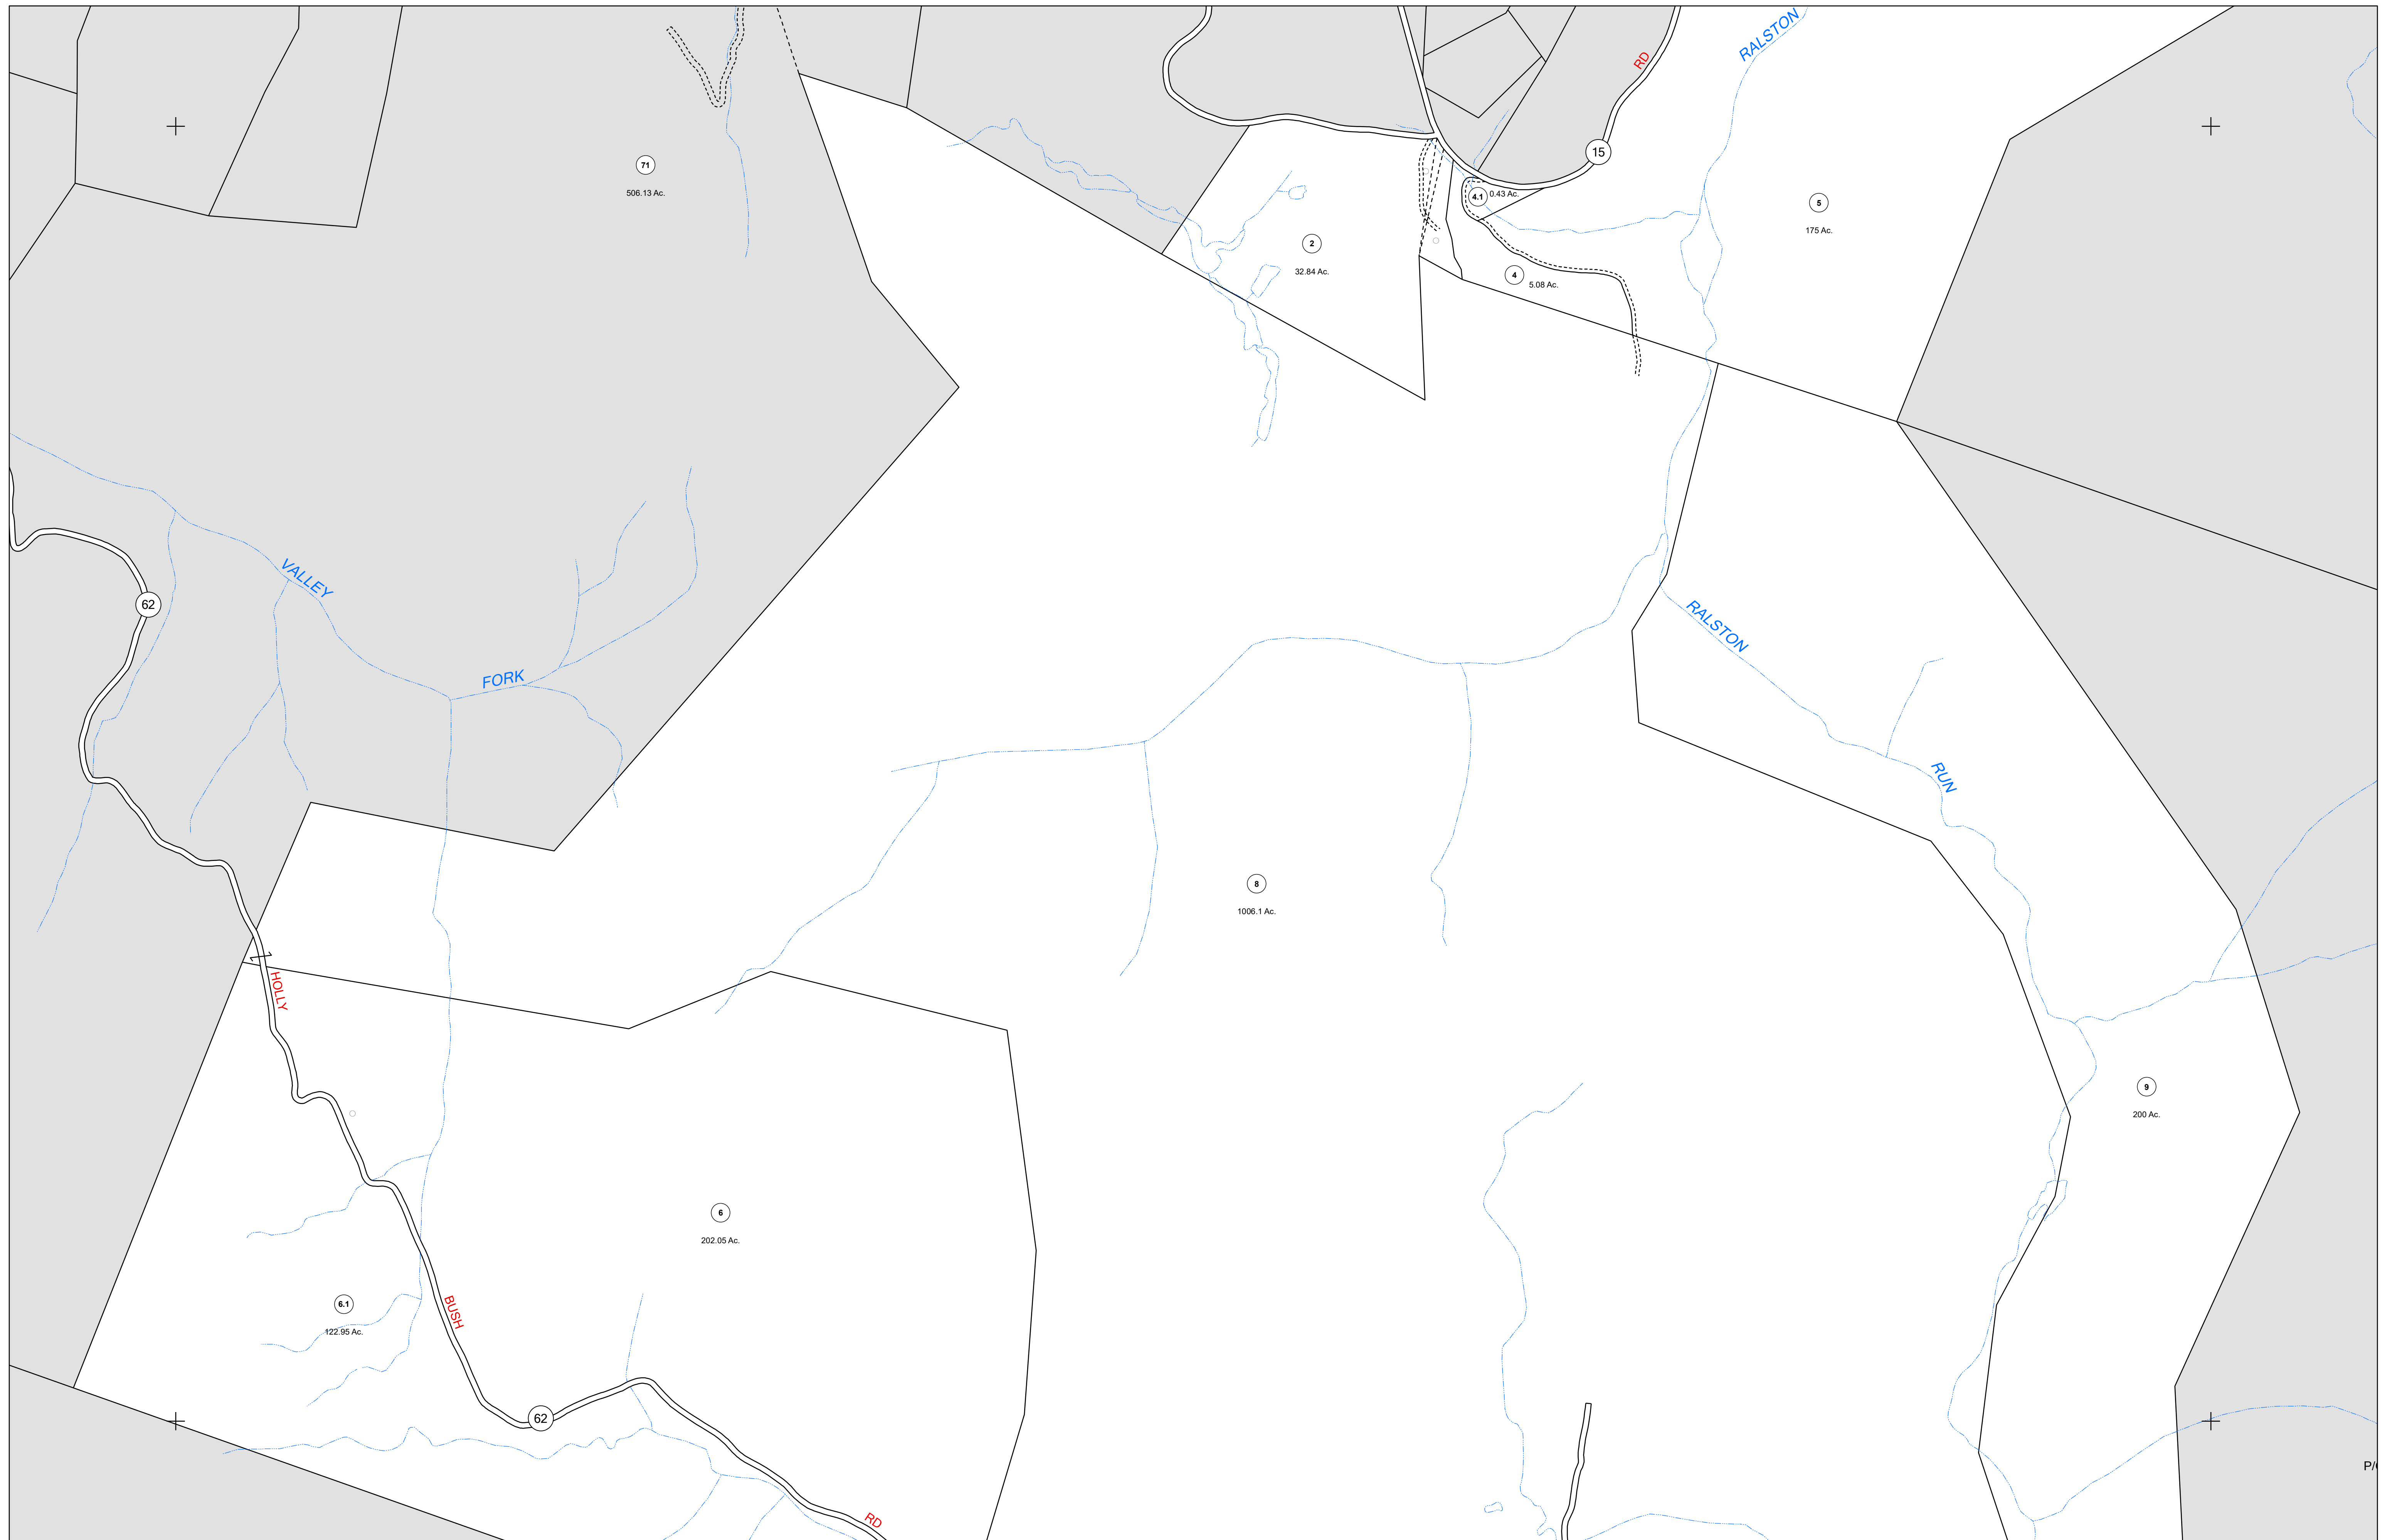 RALSTON
RD
15
71
506.13 Ac.
4.1
0.43 Ac.
5
175 Ac.
2
32.84 Ac.
4
5.08 Ac.
VALLEY
62
RALSTON
FORK
RUN
8
1006.1 Ac.
HOLLY
9
200 Ac.
6
202.05 Ac.
6.1
122.95 Ac.
BUSH
62
P/
RD